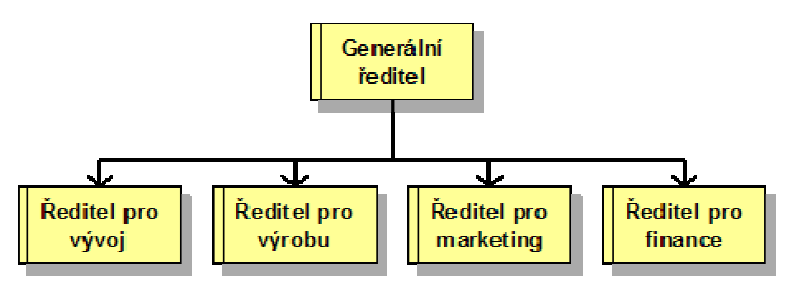 Generální
ředitel
Ředitel pro
vývoj
Ředitel pro
výrobu
Ředitel pro
marketing
Ředitel pro
finance